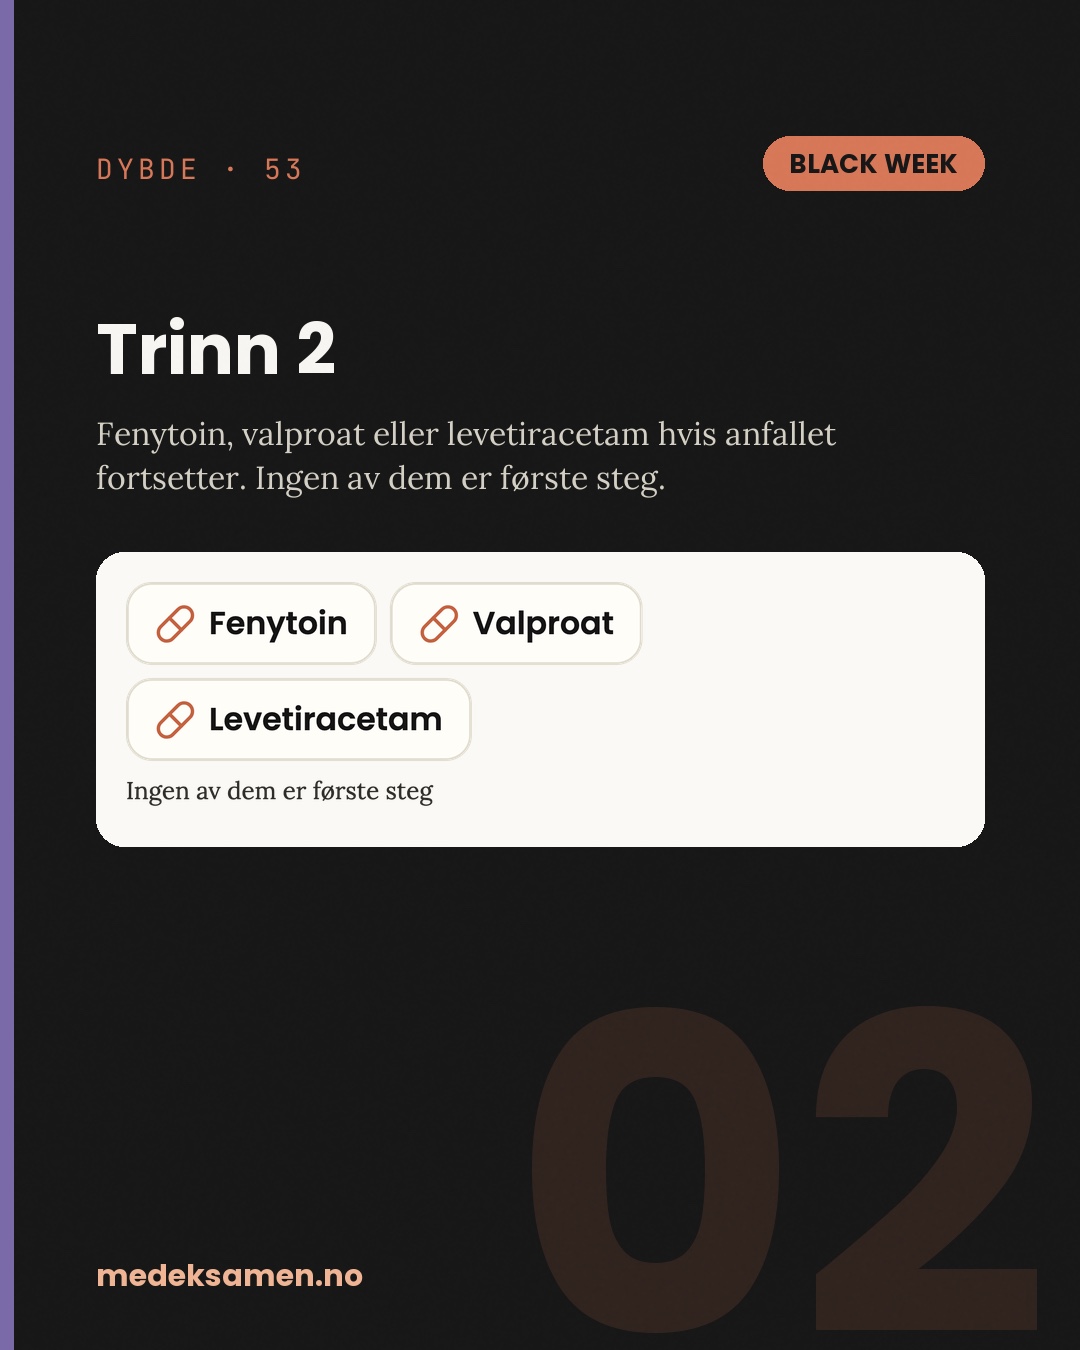 DYBDE · 53
BLACK WEEK
Trinn 2
Fenytoin, valproat eller levetiracetam hvis anfallet
fortsetter. Ingen av dem er første steg.
Fenytoin
Valproat
Levetiracetam
Ingen av dem er første steg
02
medeksamen.no